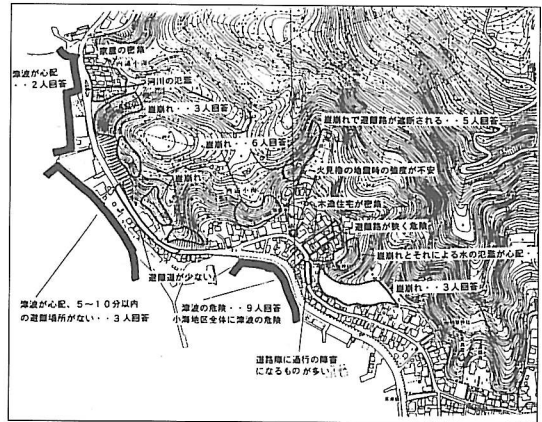 家屋の密集
河川の氾濫
津波が心配
・・2人回答
崖崩れ・・3人回答
崖崩れ・・6人回答
崖崩れで避難路が遮断される・・5人回答
崖崩れ
火見櫓の地震時の強度が不安
木造住宅が密集
避難路が狭く危険
崖崩れとそれによる水の氾濫が心配
崖崩れ・・3人回答
避難道が少ない
津波が心配、5〜10分以内
の避難場所がない・・3人回答
津波の危険・・9人回答
小海地区全体に津波の危険
道路際に通行の障害
になるものが多い